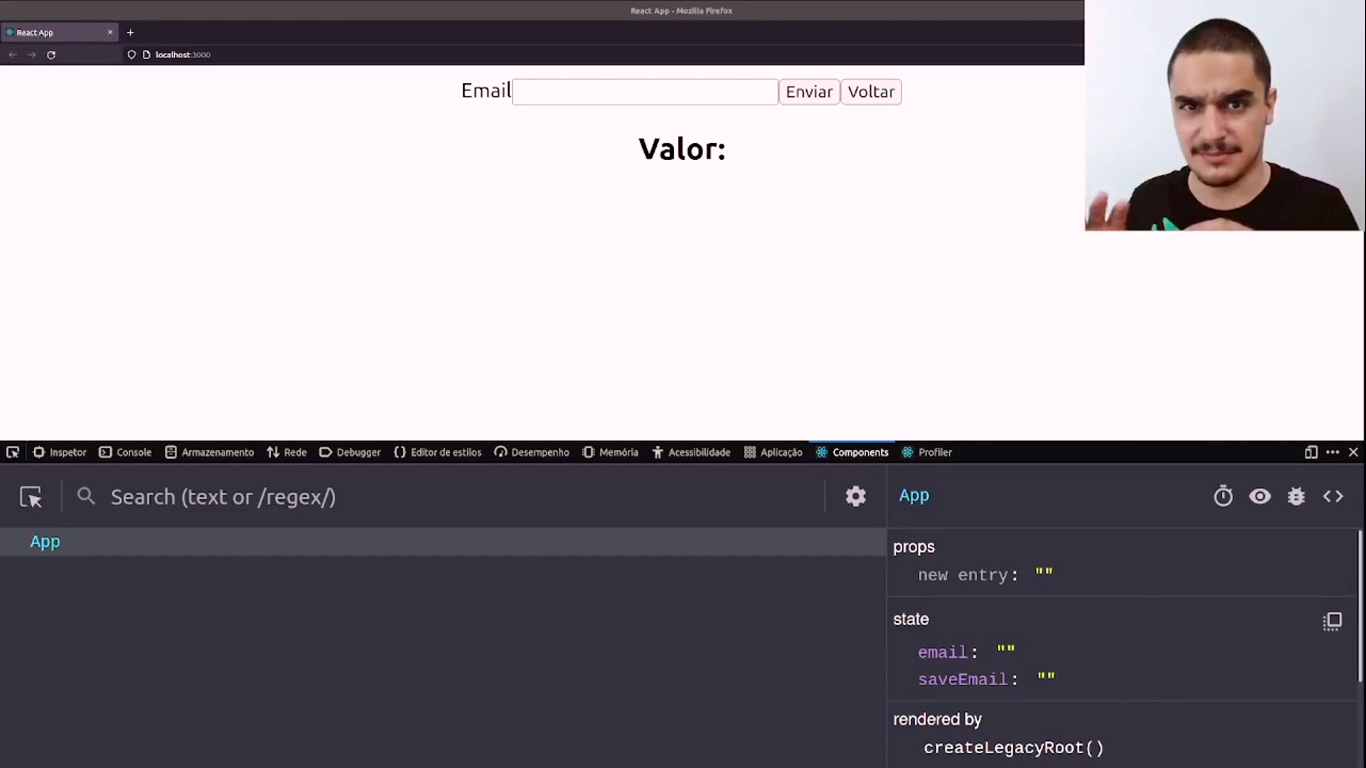 React App - Mozilla Firefox
React App
localhost:3000
Email Enviar Voltar
Valor:
Inspetor Console Armazenamento Rede Debugger Editor de estilos Desempenho Memória Acessibilidade Aplicação Components Profiler
Search (text or /regex/)
App
App
props
new entry: ""
state
email: ""
saveEmail: ""
rendered by
createLegacyRoot()